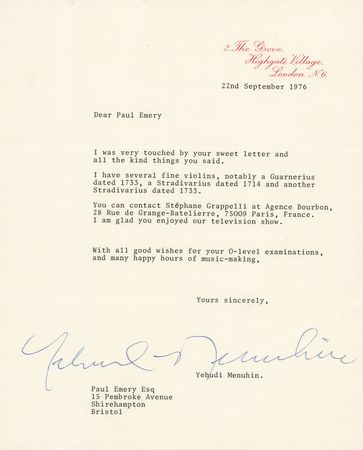 2. The Grove.
Highgate Village.
London. N.6.
22nd September 1976
Dear Paul Emery
I was very touched by your sweet letter and
all the kind things you said.
I have several fine violins, notably a Guarnerius
dated 1733, a Stradivarius dated 1714 and another
Stradivarius dated 1733.
You can contact Stéphane Grappelli at Agence Bourbon,
28 Rue de Grange-Batelierre, 75009 Paris, France.
I am glad you enjoyed our television show.
With all good wishes for your O-level examinations,
and many happy hours of music-making,
Yours sincerely,
Yehudi Menuhin
Yehudi Menuhin.
Paul Emery Esq
15 Pembroke Avenue
Shirehampton
Bristol